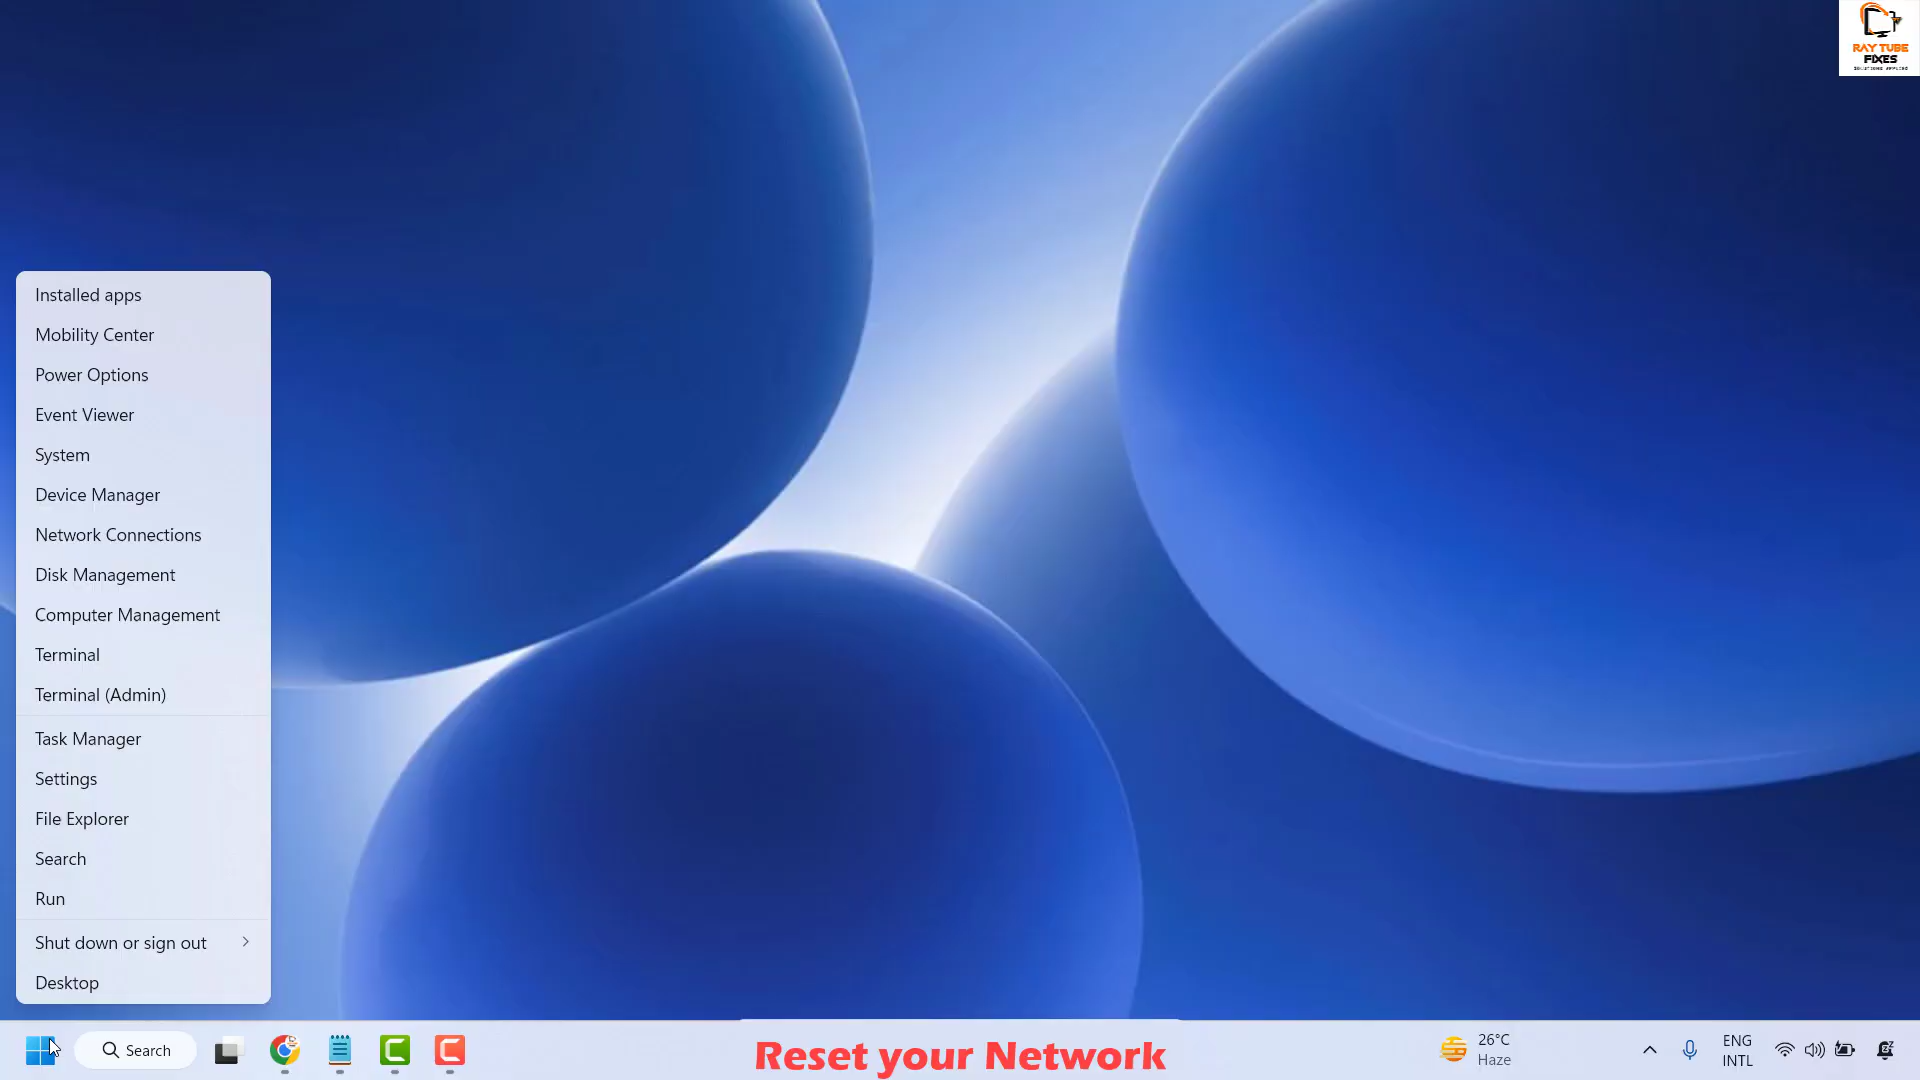 RAY TUBE
FIXES
Installed apps
Mobility Center
Power Options
Event Viewer
System
Device Manager
Network Connections
Disk Management
Computer Management
Terminal
Terminal (Admin)
Task Manager
Settings
File Explorer
Search
Run
Shut down or sign out
Desktop
Search
Reset your Network
26°C
Haze
ENG
INTL